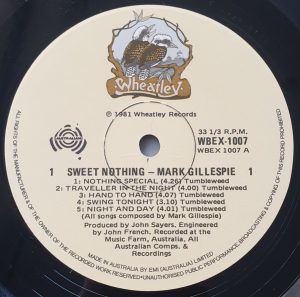 Wheatley
℗ 1981 Wheatley Records
33 1/3 R.P.M.
WBEX-1007
WBEX 1007 A
AUSTRALIAN
1 SWEET NOTHING – MARK GILLESPIE 1
1: NOTHING SPECIAL (4.26) Tumbleweed
2: TRAVELLER IN THE NIGHT (4.00) Tumbleweed
3: HAND TO HAND (4.07) Tumbleweed
4: SWING TONIGHT (3.10) Tumbleweed
5: NIGHT AND DAY (4.01) Tumbleweed
(All songs composed by Mark Gillespie)
Produced by John Sayers. Engineered
by John French, Recorded at the
Music Farm, Australia, All
Australian Comps, &
Recordings.
MADE IN AUSTRALIA BY EMI (AUSTRALIA) LIMITED
ALL RIGHTS OF THE MANUFACTURER & OF THE OWNER OF THE RECORDED WORK RESERVED—UNAUTHORISED PUBLIC PERFORMANCE, BROADCASTING & COPYING OF THIS RECORD PROHIBITED